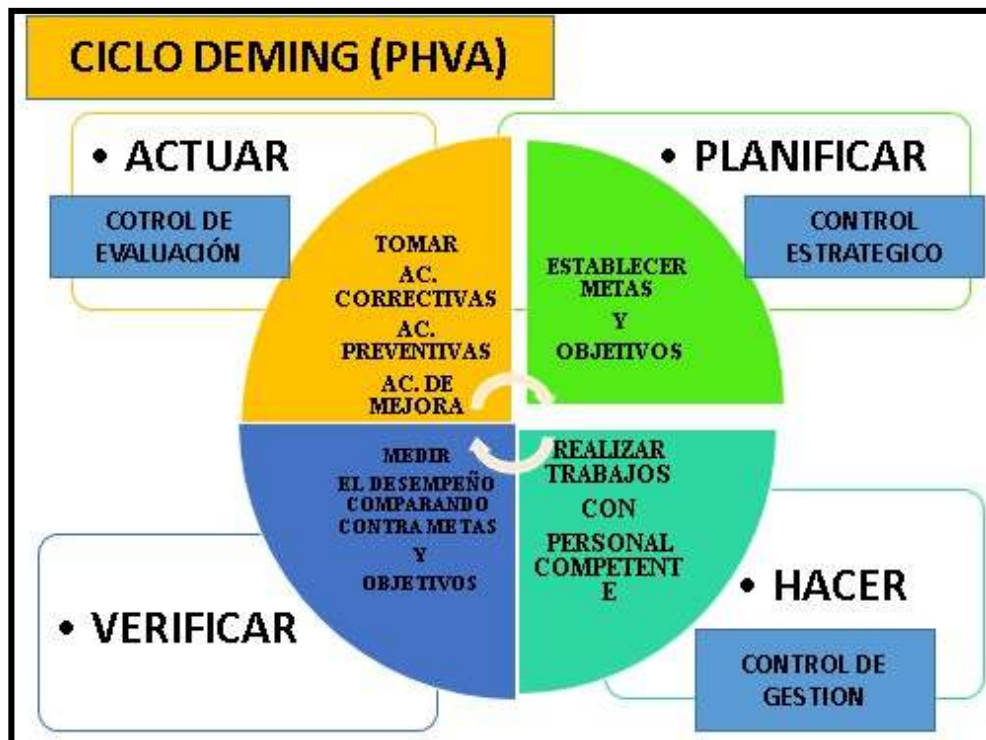 CICLO DEMING (PHVA)
• ACTUAR
COTROL DE
EVALUACIÓN
TOMAR
AC.
CORRECTIVAS
AC.
PREVENTIVAS
AC. DE
MEJORA
• PLANIFICAR
CONTROL
ESTRATEGICO
ESTABLECER
METAS
Y
OBJETIVOS
• VERIFICAR
MEDIR
EL DESEMPEÑO
COMPARANDO
CONTRA METAS
Y
OBJETIVOS
REALIZAR
TRABAJOS
CON
PERSONAL
COMPETENT
E
• HACER
CONTROL DE
GESTION